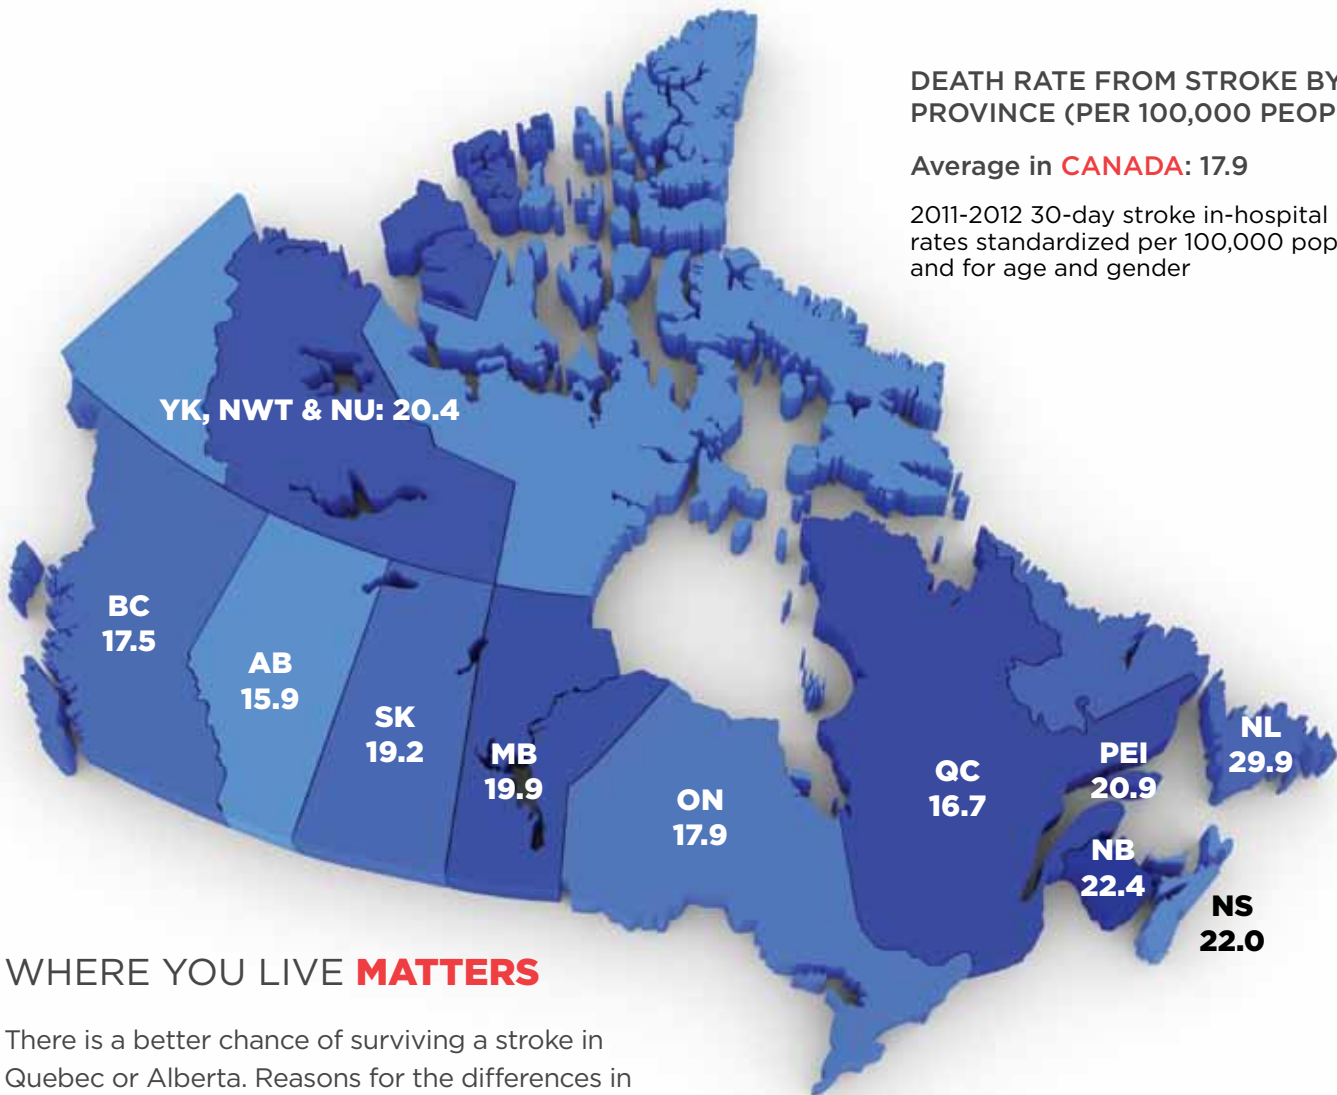 DEATH RATE FROM STROKE BY
PROVINCE (PER 100,000 PEOP
Average in CANADA: 17.9
2011-2012 30-day stroke in-hospital
rates standardized per 100,000 pop
and for age and gender
YK, NWT & NU: 20.4
BC
17.5
AB
15.9
SK
19.2
MB
19.9
ON
17.9
QC
16.7
PEI
20.9
NL
29.9
NB
22.4
NS
22.0
WHERE YOU LIVE MATTERS
There is a better chance of surviving a stroke in
Quebec or Alberta. Reasons for the differences in